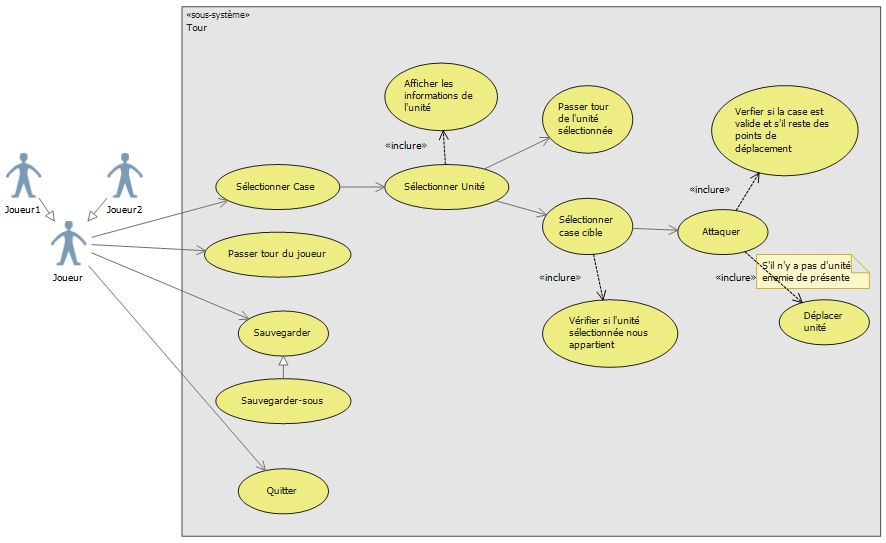 «sous-système»
Tour
Afficher les
informations de
l'unité
Passer tour
de l'unité
sélectionnée
Verfier si la case est
valide et s'il reste des
points de
déplacement
«inclure»
«inclure»
Joueur1
Joueur2
Sélectionner Case
Sélectionner Unité
Sélectionner
case cible
Attaquer
Joueur
Passer tour du joueur
«inclure»
«inclure»
S'il n'y a pas d'unité
enemie de présente
Vérifier si l'unité
sélectionnée nous
appartient
Déplacer
unité
Sauvegarder
Sauvegarder-sous
Quitter